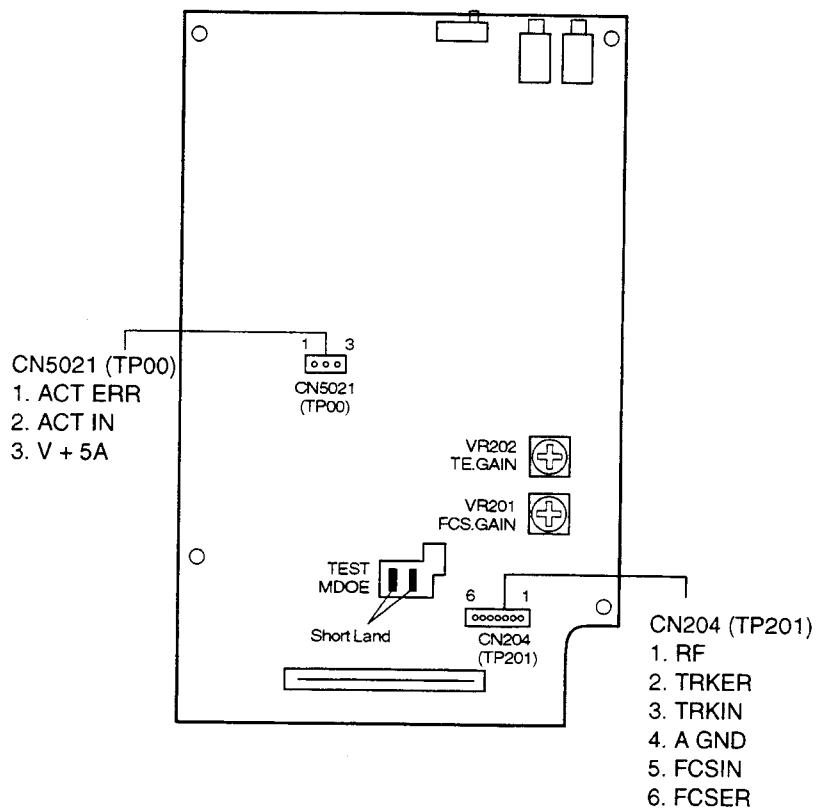 1 3
CN5021
(TP00)
CN5021 (TP00)
1. ACT ERR
2. ACT IN
3. V + 5A
VR202
TE.GAIN
VR201
FCS.GAIN
TEST
MDOE
Short Land
6 1
CN204
(TP201)
CN204 (TP201)
1. RF
2. TRKER
3. TRKIN
4. A GND
5. FCSIN
6. FCSER